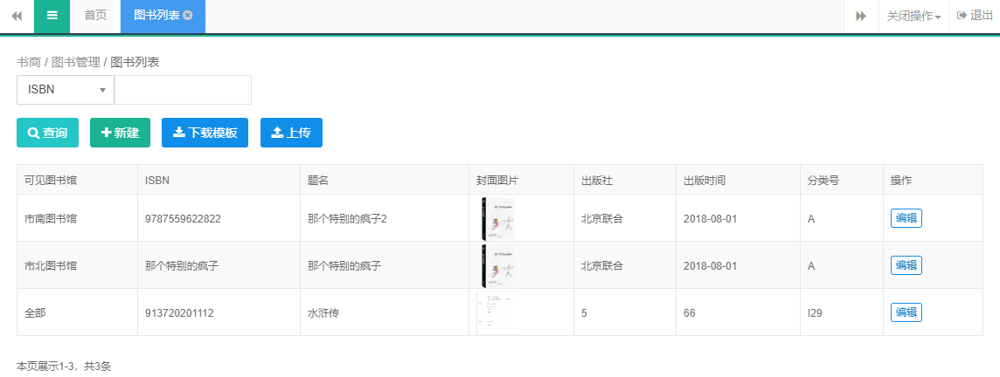 首页 图书列表 关闭操作 退出
书商 / 图书管理 / 图书列表
ISBN
查询 新建 下载模板 上传
可见图书馆 ISBN 题名 封面图片 出版社 出版时间 分类号 操作
市南图书馆 9787559622822 那个特别的疯子2 北京联合 2018-08-01 A 编辑
市北图书馆 那个特别的疯子 那个特别的疯子 北京联合 2018-08-01 A 编辑
全部 913720201112 水浒传 5 66 I29 编辑
本页展示1-3，共3条